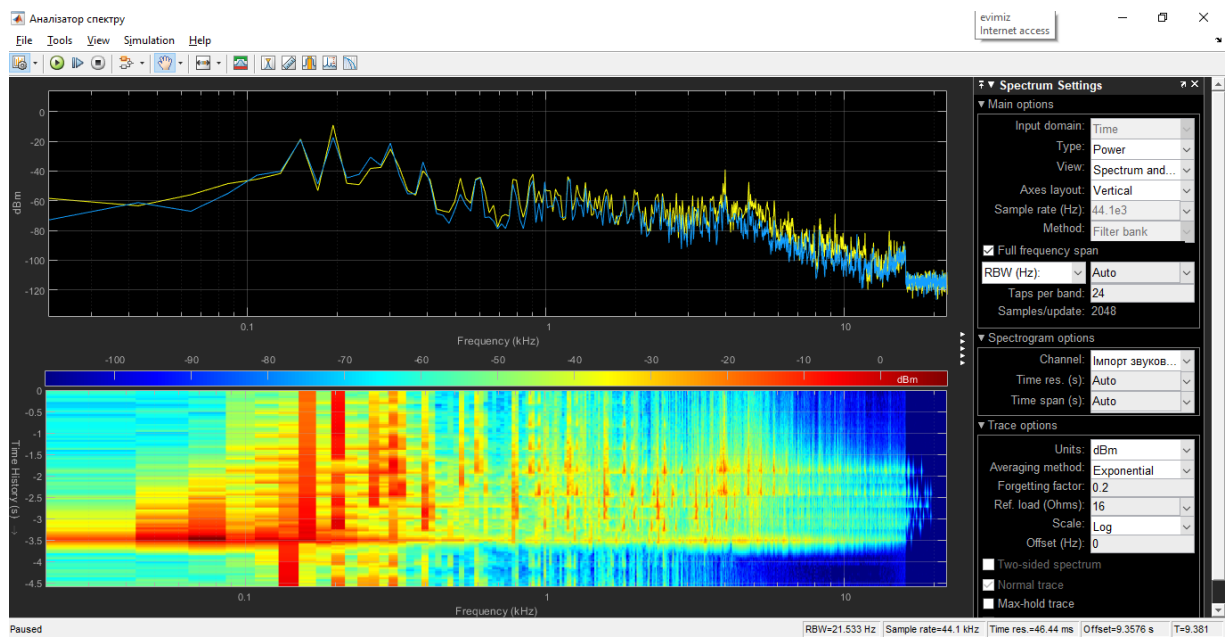 Аналізатор спектру
evimiz
Internet access
File Tools View Simulation Help
0
-20
-40
-60
-80
-100
-120
dBm
0.1 1 10
Frequency (kHz)
-100 -90 -80 -70 -60 -50 -40 -30 -20 -10 0
dBm
0
-0.5
-1
-1.5
-2
-2.5
-3
-3.5
-4
-4.5
Time History (s)
0.1 1 10
Frequency (kHz)
Spectrum Settings
Main options
Input domain: Time
Type: Power
View: Spectrum and...
Axes layout: Vertical
Sample rate (Hz): 44.1e3
Method: Filter bank
Full frequency span
RBW (Hz): Auto
Taps per band: 24
Samples/update: 2048
Spectrogram options
Channel: Імпорт звуков...
Time res. (s): Auto
Time span (s): Auto
Trace options
Units: dBm
Averaging method: Exponential
Forgetting factor: 0.2
Ref. load (Ohms): 16
Scale: Log
Offset (Hz): 0
Two-sided spectrum
Normal trace
Max-hold trace
Paused
RBW=21.533 Hz Sample rate=44.1 kHz Time res.=46.44 ms Offset=9.3576 s T=9.381